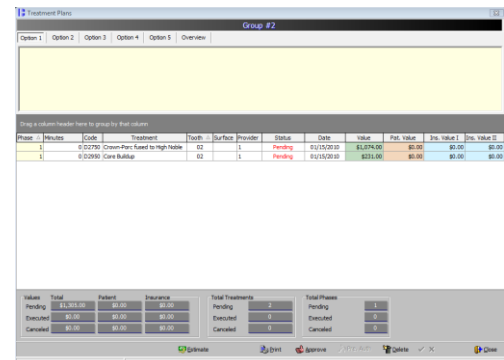 Treatment Plans
Group #2
Option 1 Option 2 Option 3 Option 4 Option 5 Overview
Drag a column header here to group by that column
Phase Minutes Code Treatment Tooth Surface Provider Status Date Value Pat. Value Ins. Value I Ins. Value II
1 0 D2750 Crown-Porc fused to High Noble 02 1 Pending 01/15/2010 $1,074.00 $0.00 $0.00 $0.00
1 0 D2950 Core Buildup 02 1 Pending 01/15/2010 $231.00 $0.00 $0.00 $0.00
Values Total Patient Insurance Total Treatments Total Phases
Pending $1,305.00 $0.00 $0.00 Pending 2 Pending 1
Executed $0.00 $0.00 $0.00 Executed 0 Executed 0
Canceled $0.00 $0.00 $0.00 Canceled 0 Canceled 0
Estimate Print Approve Delete Close